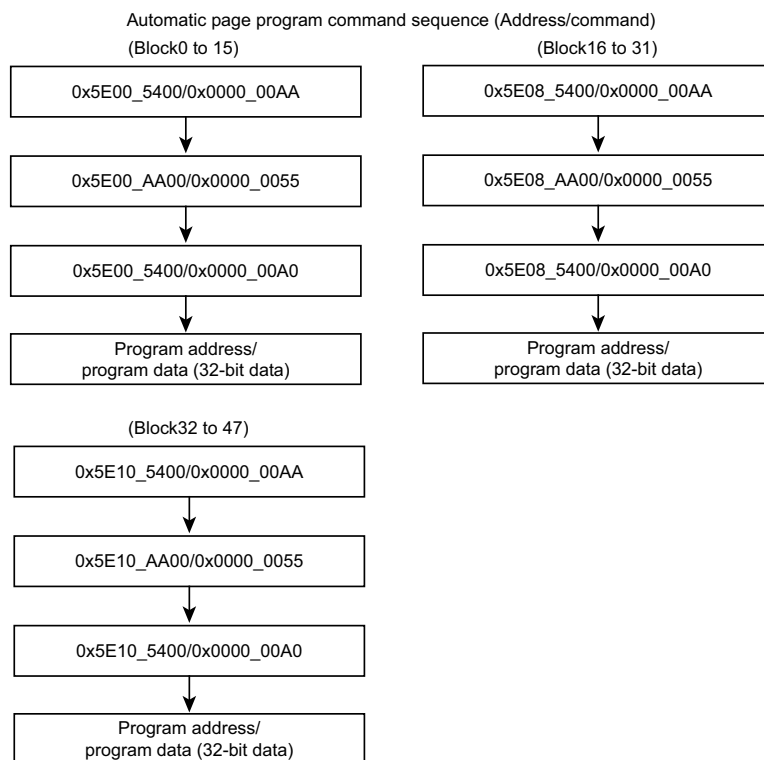 Automatic page program command sequence (Address/command)
(Block0 to 15)
0x5E00_5400/0x0000_00AA
0x5E00_AA00/0x0000_0055
0x5E00_5400/0x0000_00A0
Program address/
program data (32-bit data)
(Block16 to 31)
0x5E08_5400/0x0000_00AA
0x5E08_AA00/0x0000_0055
0x5E08_5400/0x0000_00A0
Program address/
program data (32-bit data)
(Block32 to 47)
0x5E10_5400/0x0000_00AA
0x5E10_AA00/0x0000_0055
0x5E10_5400/0x0000_00A0
Program address/
program data (32-bit data)